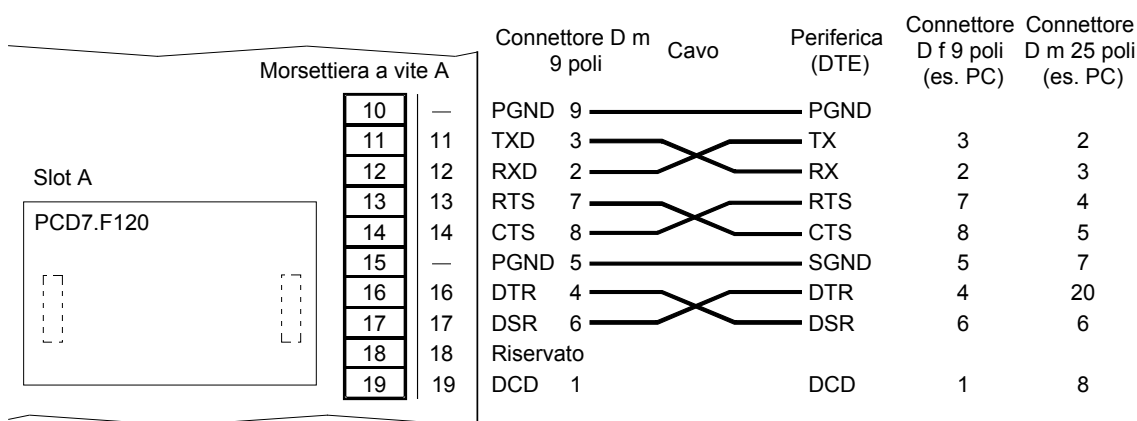 Connettore D m 9 poli
Cavo
Periferica (DTE)
Connettore D f 9 poli (es. PC)
Connettore D m 25 poli (es. PC)
Morsettiera a vite A
10 — PGND 9 PGND
11 11 TXD 3 TX 3 2
12 12 RXD 2 RX 2 3
Slot A
13 13 RTS 7 RTS 7 4
PCD7.F120
14 14 CTS 8 CTS 8 5
15 — PGND 5 SGND 5 7
16 16 DTR 4 DTR 4 20
17 17 DSR 6 DSR 6 6
18 18 Riservato
19 19 DCD 1 DCD 1 8